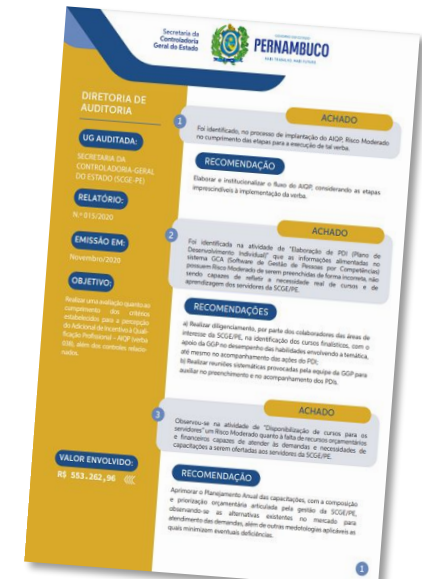 Secretaria da
Controladoria
Geral do Estado
PERNAMBUCO
DIRETORIA DE
AUDITORIA
UG AUDITADA:
SECRETARIA DA
CONTROLADORIA-GERAL
DO ESTADO (SCGE-PE)
RELATÓRIO:
N.º 015/2020
EMISSÃO EM:
Novembro/2020
OBJETIVO:
Realizar uma avaliação quanto ao
cumprimento dos critérios
estabelecidos para a percepção
do Adicional de Incentivo à Quali-
ficação Profissional – AIQP (verba
038), além dos controles relacio-
nados.
VALOR ENVOLVIDO:
R$ 553.262,96
1
ACHADO
Foi identificado, no processo de implantação do AIQP, Risco Moderado
no cumprimento das etapas para a execução de tal verba.
RECOMENDAÇÃO
Elaborar e institucionalizar o fluxo do AIQP, considerando as etapas
imprescindíveis à implementação da verba.
2
ACHADO
Foi identificada na atividade de "Elaboração de PDI (Plano de
Desenvolvimento Individual)" que as informações alimentadas no
sistema GCA (Software de Gestão de Pessoas por Competências)
possuem Risco Moderado de serem preenchidas de forma incorreta, não
sendo capazes de refletir a necessidade real de cursos e de
aprendizagem dos servidores da SCGE/PE.
RECOMENDAÇÕES
a) Realizar diligenciamento, por parte dos colaboradores das áreas de
interesse da SCGE/PE, na identificação dos cursos finalísticos, com o
apoio da GGP no desempenho das habilidades envolvendo a temática,
até mesmo no acompanhamento das ações do PDI;
b) Realizar reuniões sistemáticas provocadas pela equipe da GGP para
auxiliar no preenchimento e no acompanhamento dos PDIs.
3
ACHADO
Observou-se na atividade de "Disponibilização de cursos para os
servidores" um Risco Moderado quanto à falta de recursos orçamentários
e financeiros capazes de atender às demandas e necessidades de
capacitações a serem ofertadas aos servidores da SCGE/PE.
RECOMENDAÇÃO
Aprimorar o Planejamento Anual das capacitações, com a composição
e priorização orçamentária articulada pela gestão da SCGE/PE,
observando-se as alternativas existentes no mercado para
atendimento das demandas, além de outras metodologias aplicáveis as
quais minimizem eventuais deficiências.
1